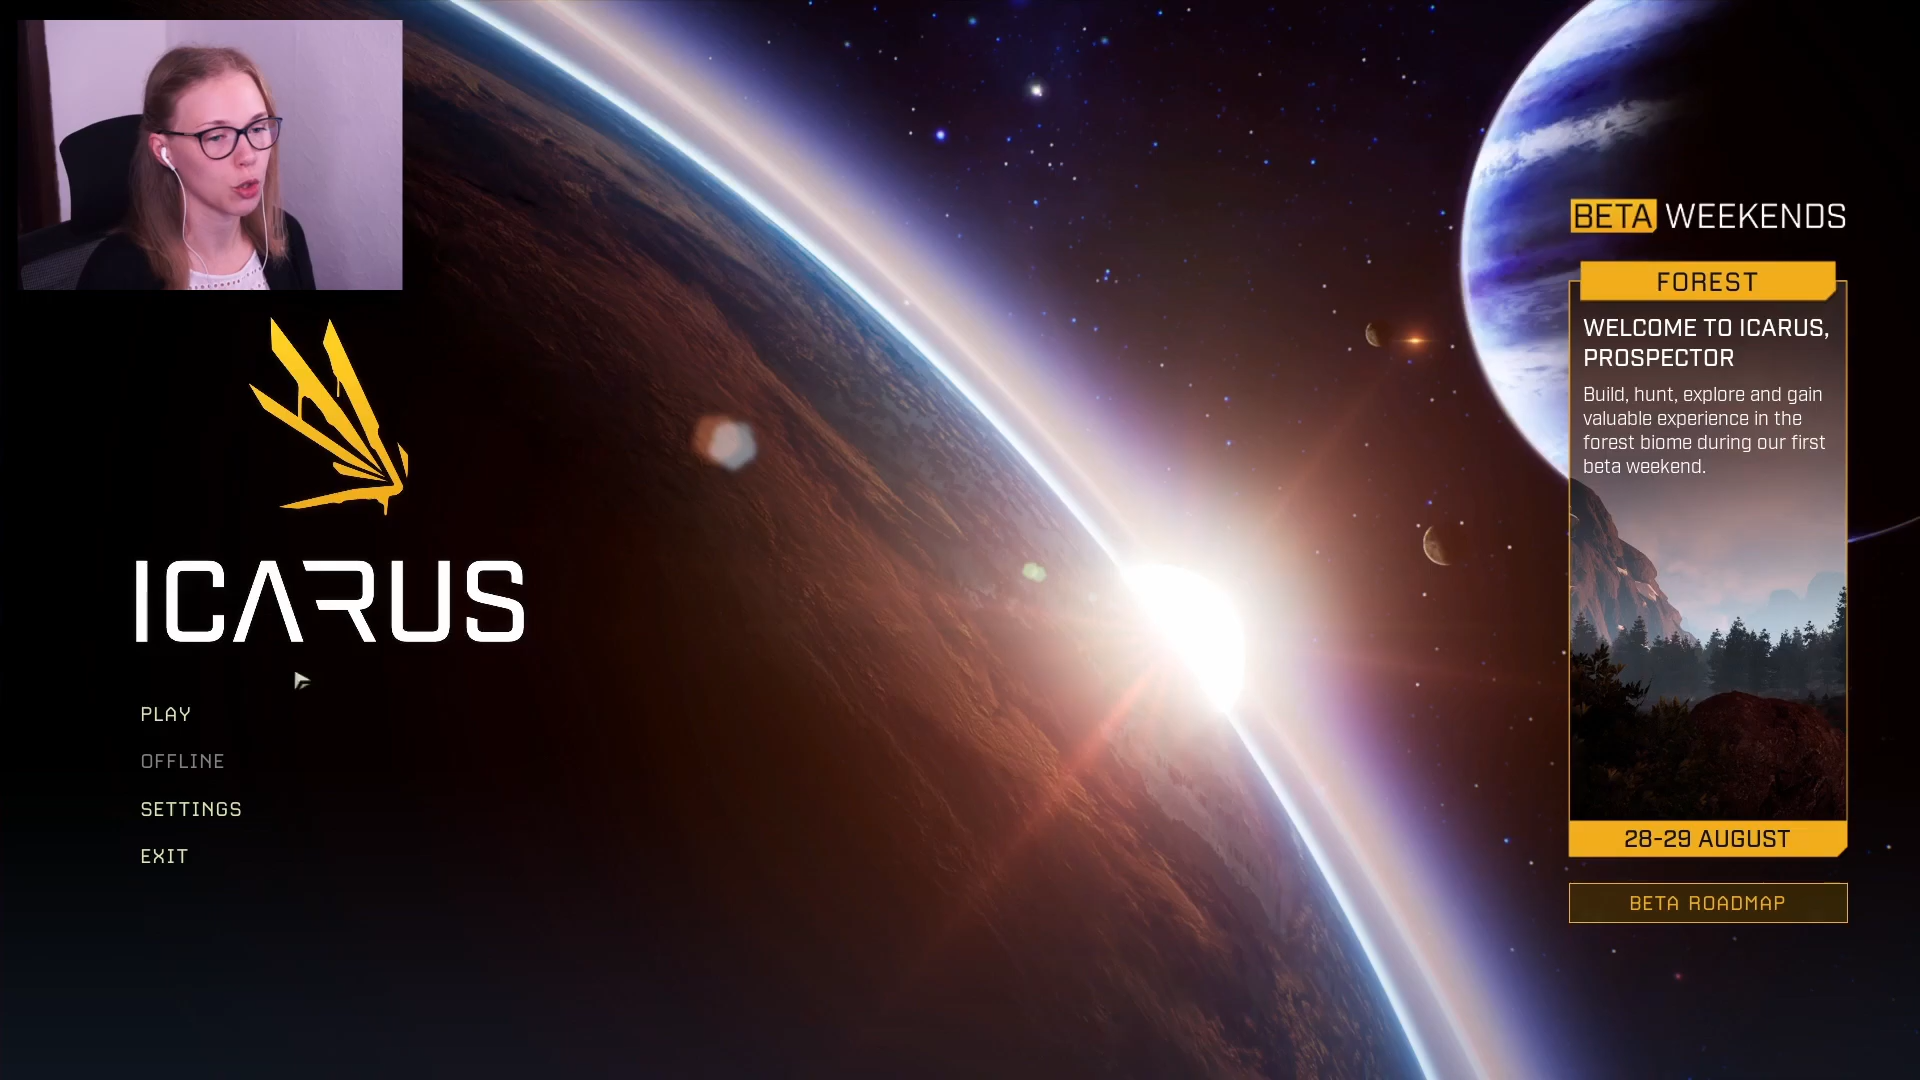 ICARUS
PLAY
OFFLINE
SETTINGS
EXIT
BETA WEEKENDS
FOREST
WELCOME TO ICARUS,
PROSPECTOR
Build, hunt, explore and gain
valuable experience in the
forest biome during our first
beta weekend.
28-29 AUGUST
BETA ROADMAP